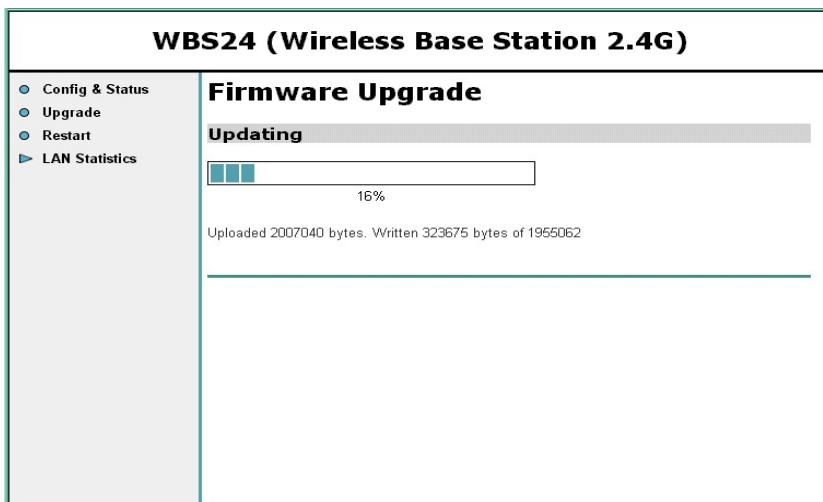 WBS24 (Wireless Base Station 2.4G)
Config & Status
Upgrade
Restart
LAN Statistics
Firmware Upgrade
Updating
16%
Uploaded 2007040 bytes. Written 323675 bytes of 1955062